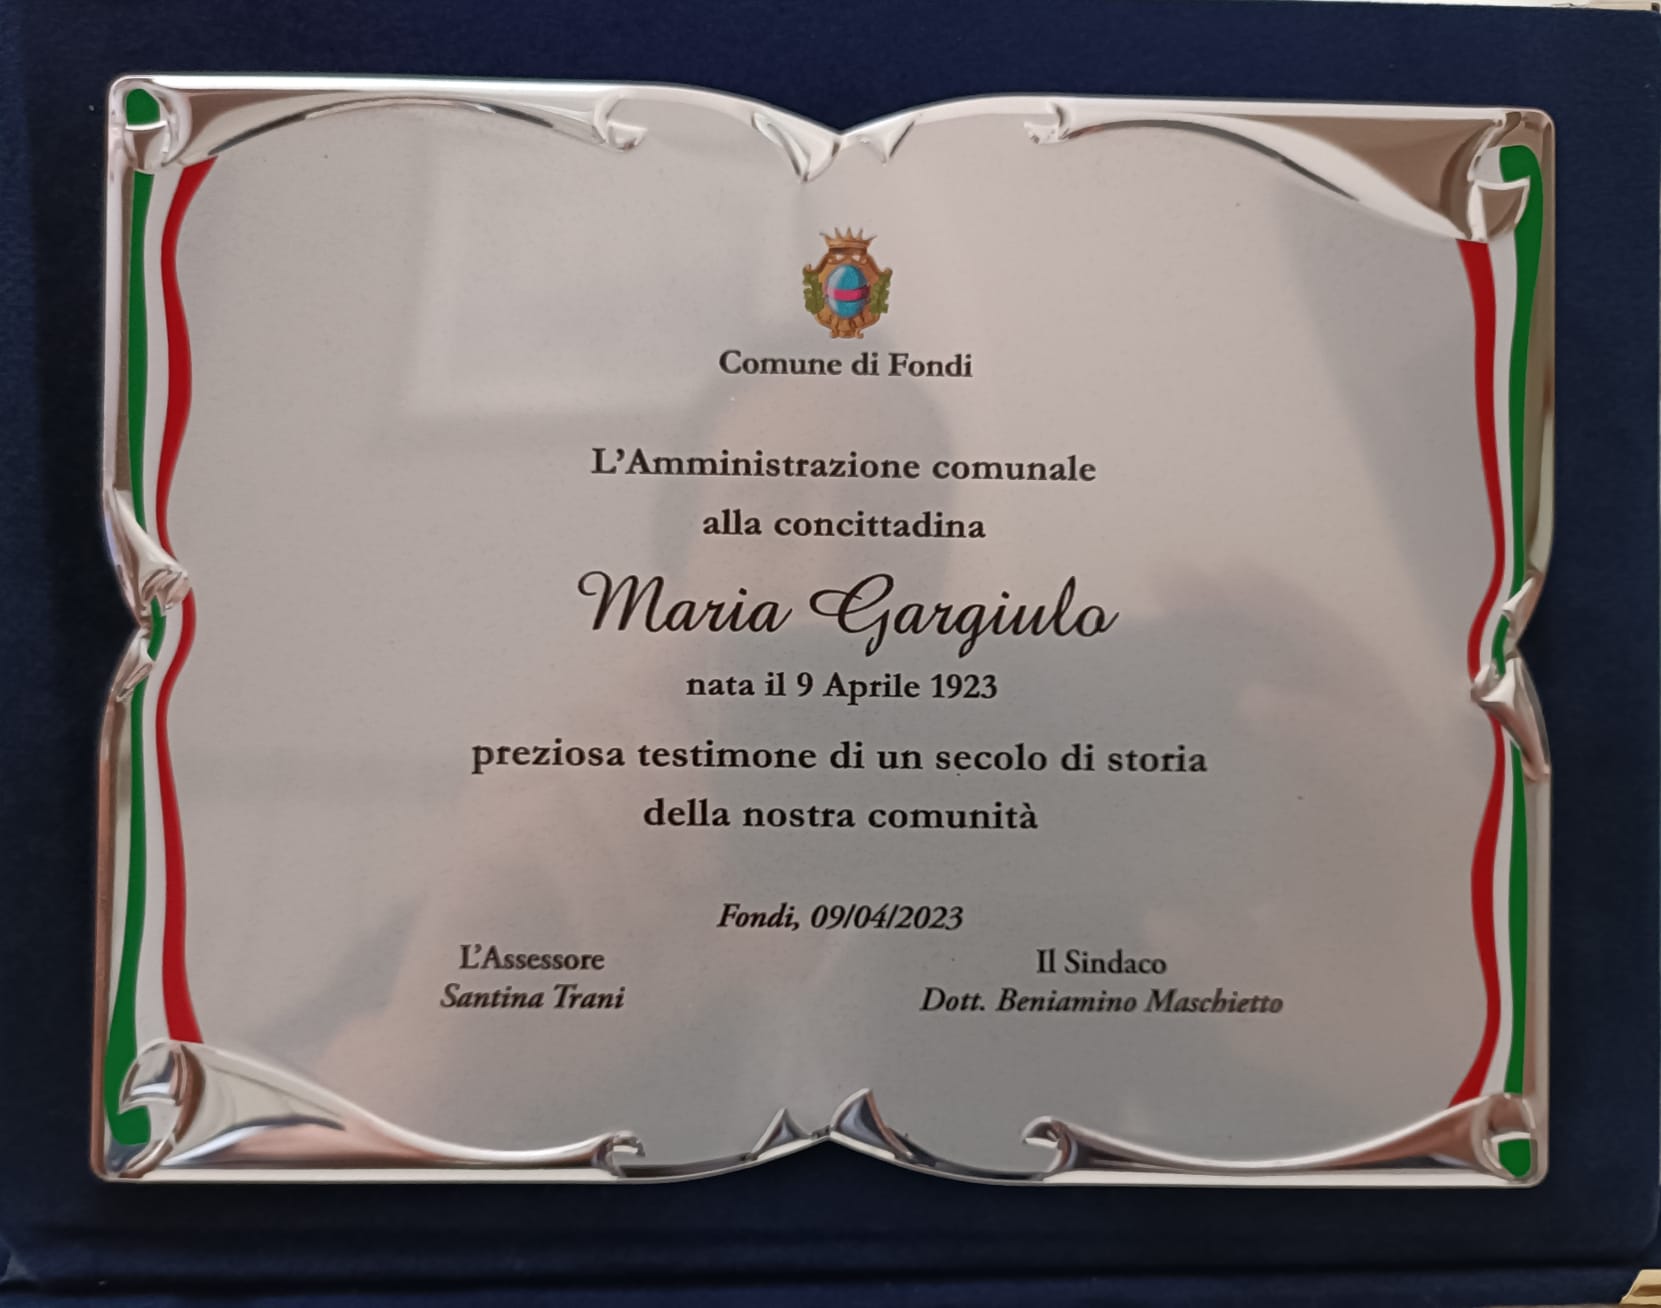 Comune di Fondi
L'Amministrazione comunale
alla concittadina
Maria Gargiulo
nata il 9 Aprile 1923
preziosa testimone di un secolo di storia
della nostra comunità
Fondi, 09/04/2023
L'Assessore
Santina Trani
Il Sindaco
Dott. Beniamino Maschietto